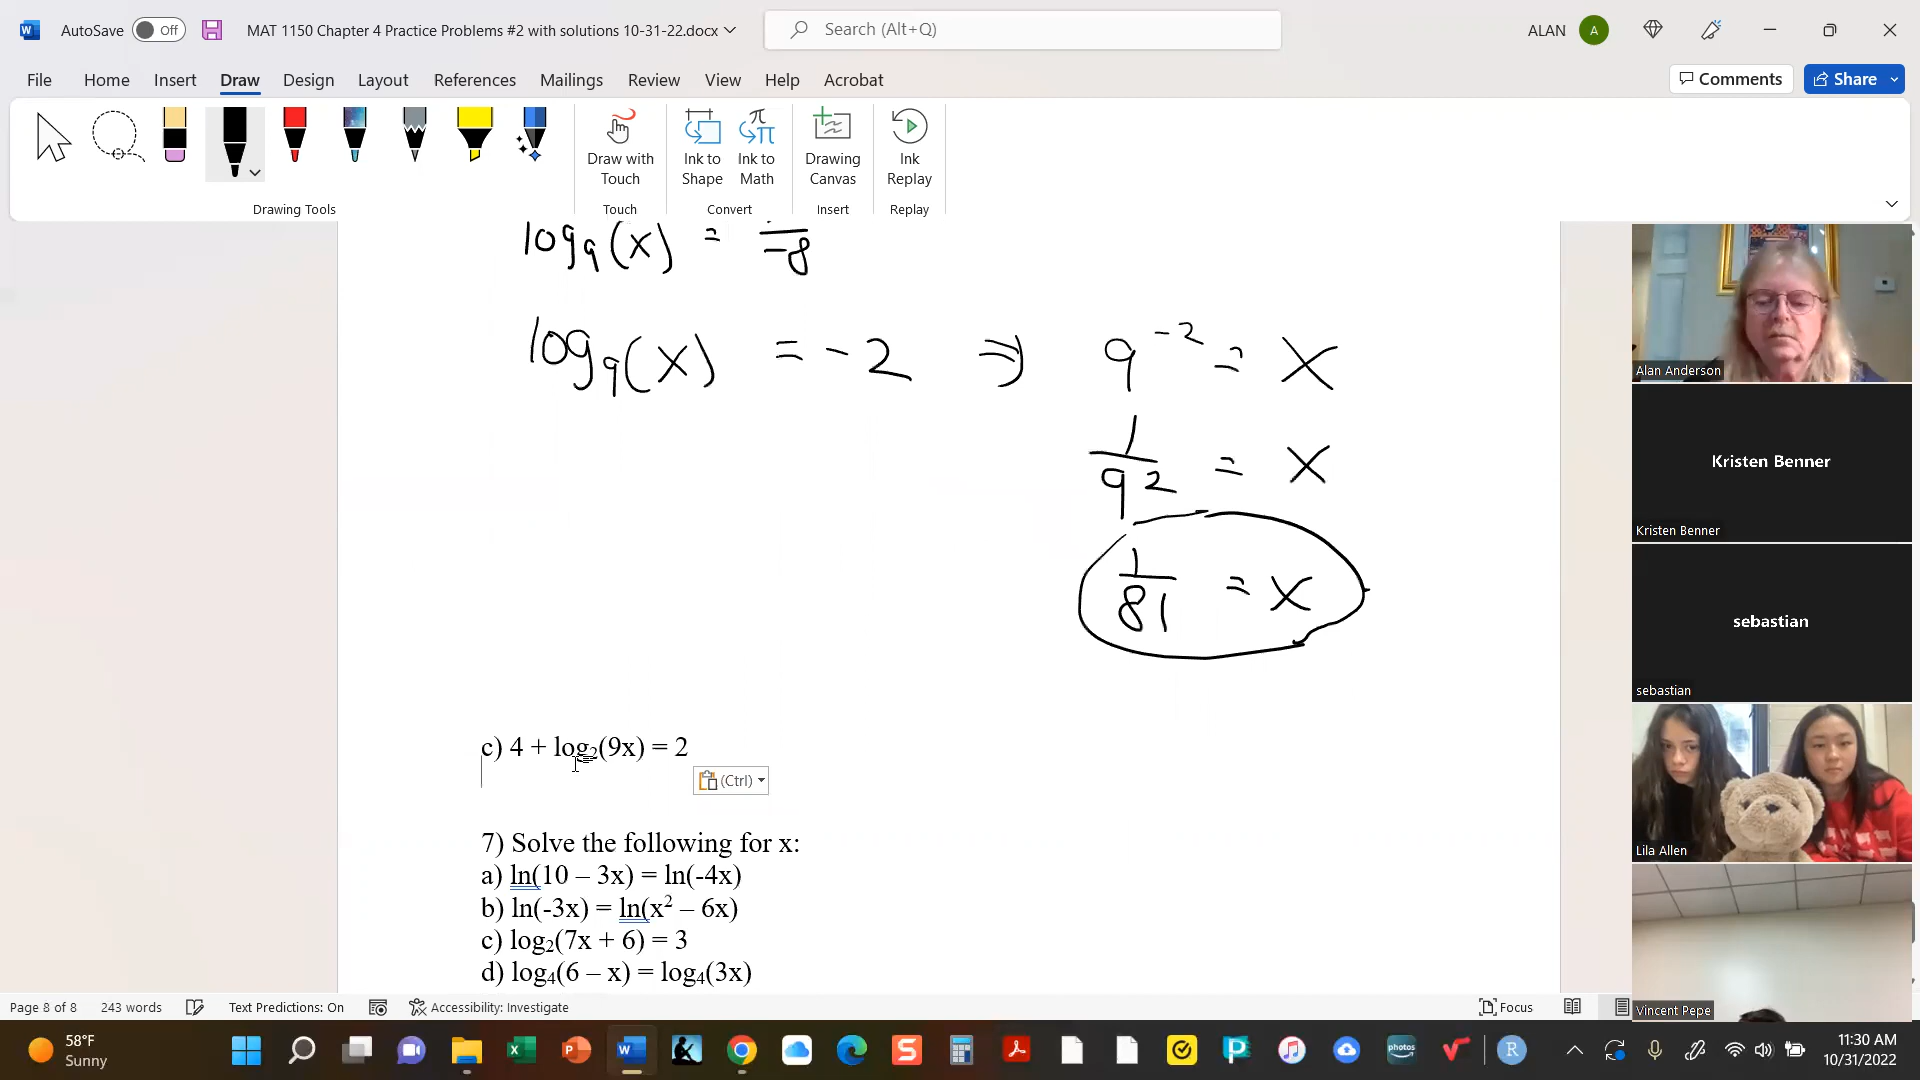 AutoSave Off MAT 1150 Chapter 4 Practice Problems #2 with solutions 10-31-22.docx Search (Alt+Q) ALAN A
File Home Insert Draw Design Layout References Mailings Review View Help Acrobat Comments Share
Draw with Touch
Ink to Shape
Ink to Math
Drawing Canvas
Ink Replay
Drawing Tools Touch Convert Insert Replay
log₉(x) = /-8
log₉(x) = -2 ⇒ 9⁻² = x
1/9² = x
1/81 = x
c) 4 + log₂(9x) = 2
(Ctrl)
7) Solve the following for x:
a) ln(10 – 3x) = ln(-4x)
b) ln(-3x) = ln(x² – 6x)
c) log₂(7x + 6) = 3
d) log₄(6 – x) = log₄(3x)
Alan Anderson
Kristen Benner
Kristen Benner
sebastian
sebastian
Lila Allen
Vincent Pepe
Page 8 of 8 243 words Text Predictions: On Accessibility: Investigate Focus
58°F
Sunny
photos
R
11:30 AM
10/31/2022